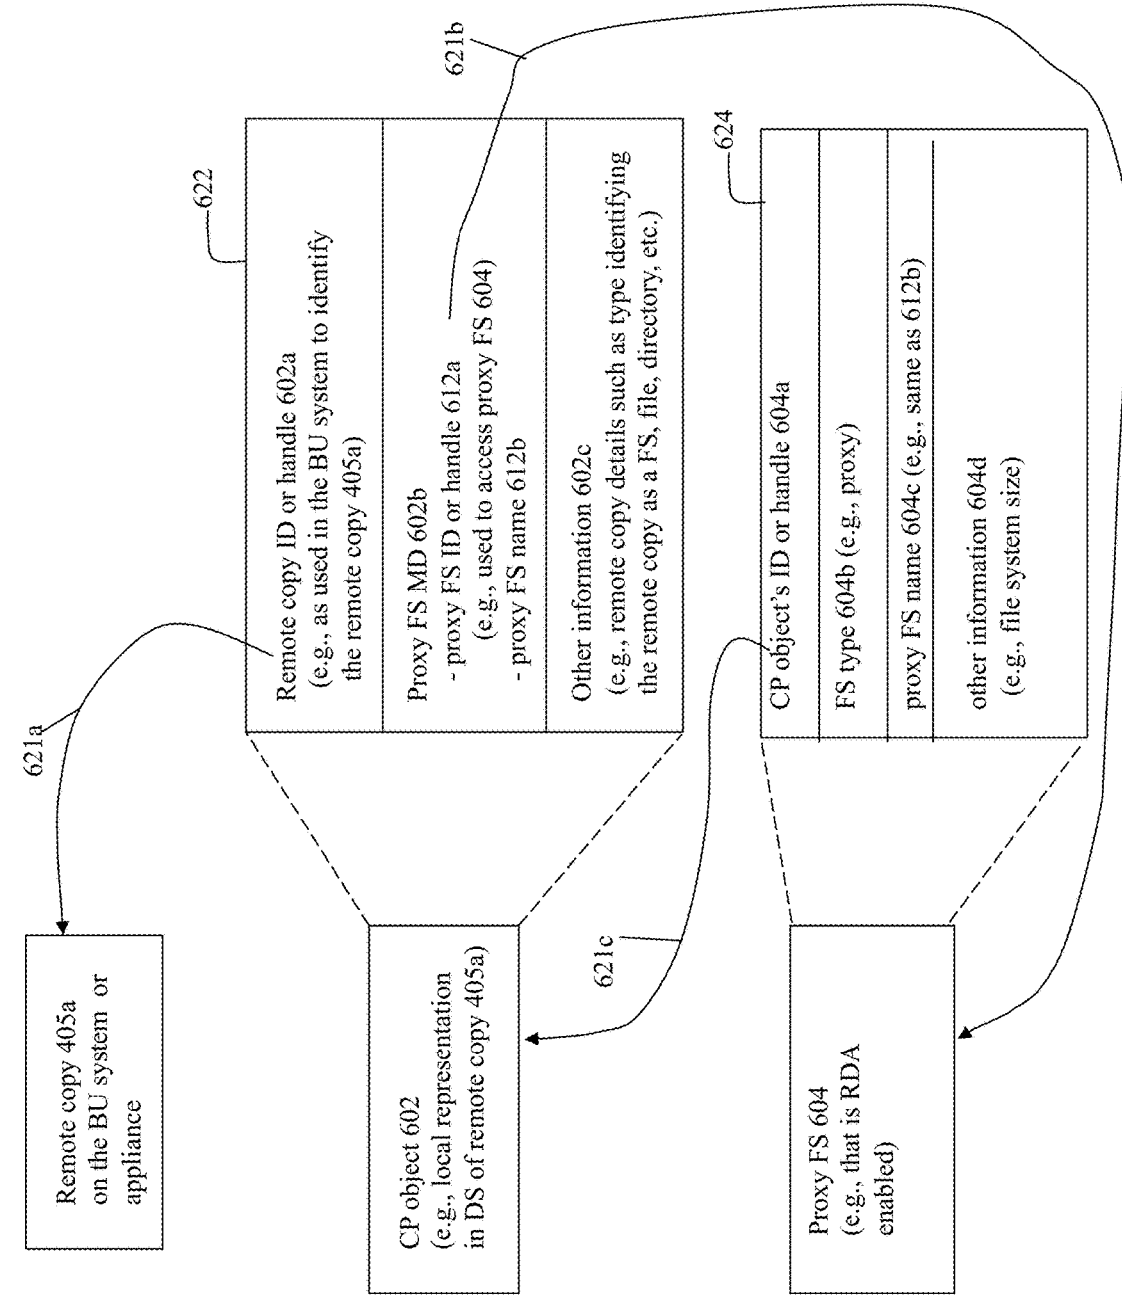 Remote copy 405a
on the BU system or
appliance
621a
622
Remote copy ID or handle 602a
(e.g., as used in the BU system to identify
the remote copy 405a)
Proxy FS MD 602b
- proxy FS ID or handle 612a
(e.g., used to access proxy FS 604)
- proxy FS name 612b
Other information 602c
(e.g., remote copy details such as type identifying
the remote copy as a FS, file, directory, etc.)
621b
CP object 602
(e.g., local representation
in DS of remote copy 405a)
621c
624
CP object's ID or handle 604a
FS type 604b (e.g., proxy)
proxy FS name 604c (e.g., same as 612b)
other information 604d
(e.g., file system size)
Proxy FS 604
(e.g., that is RDA
enabled)